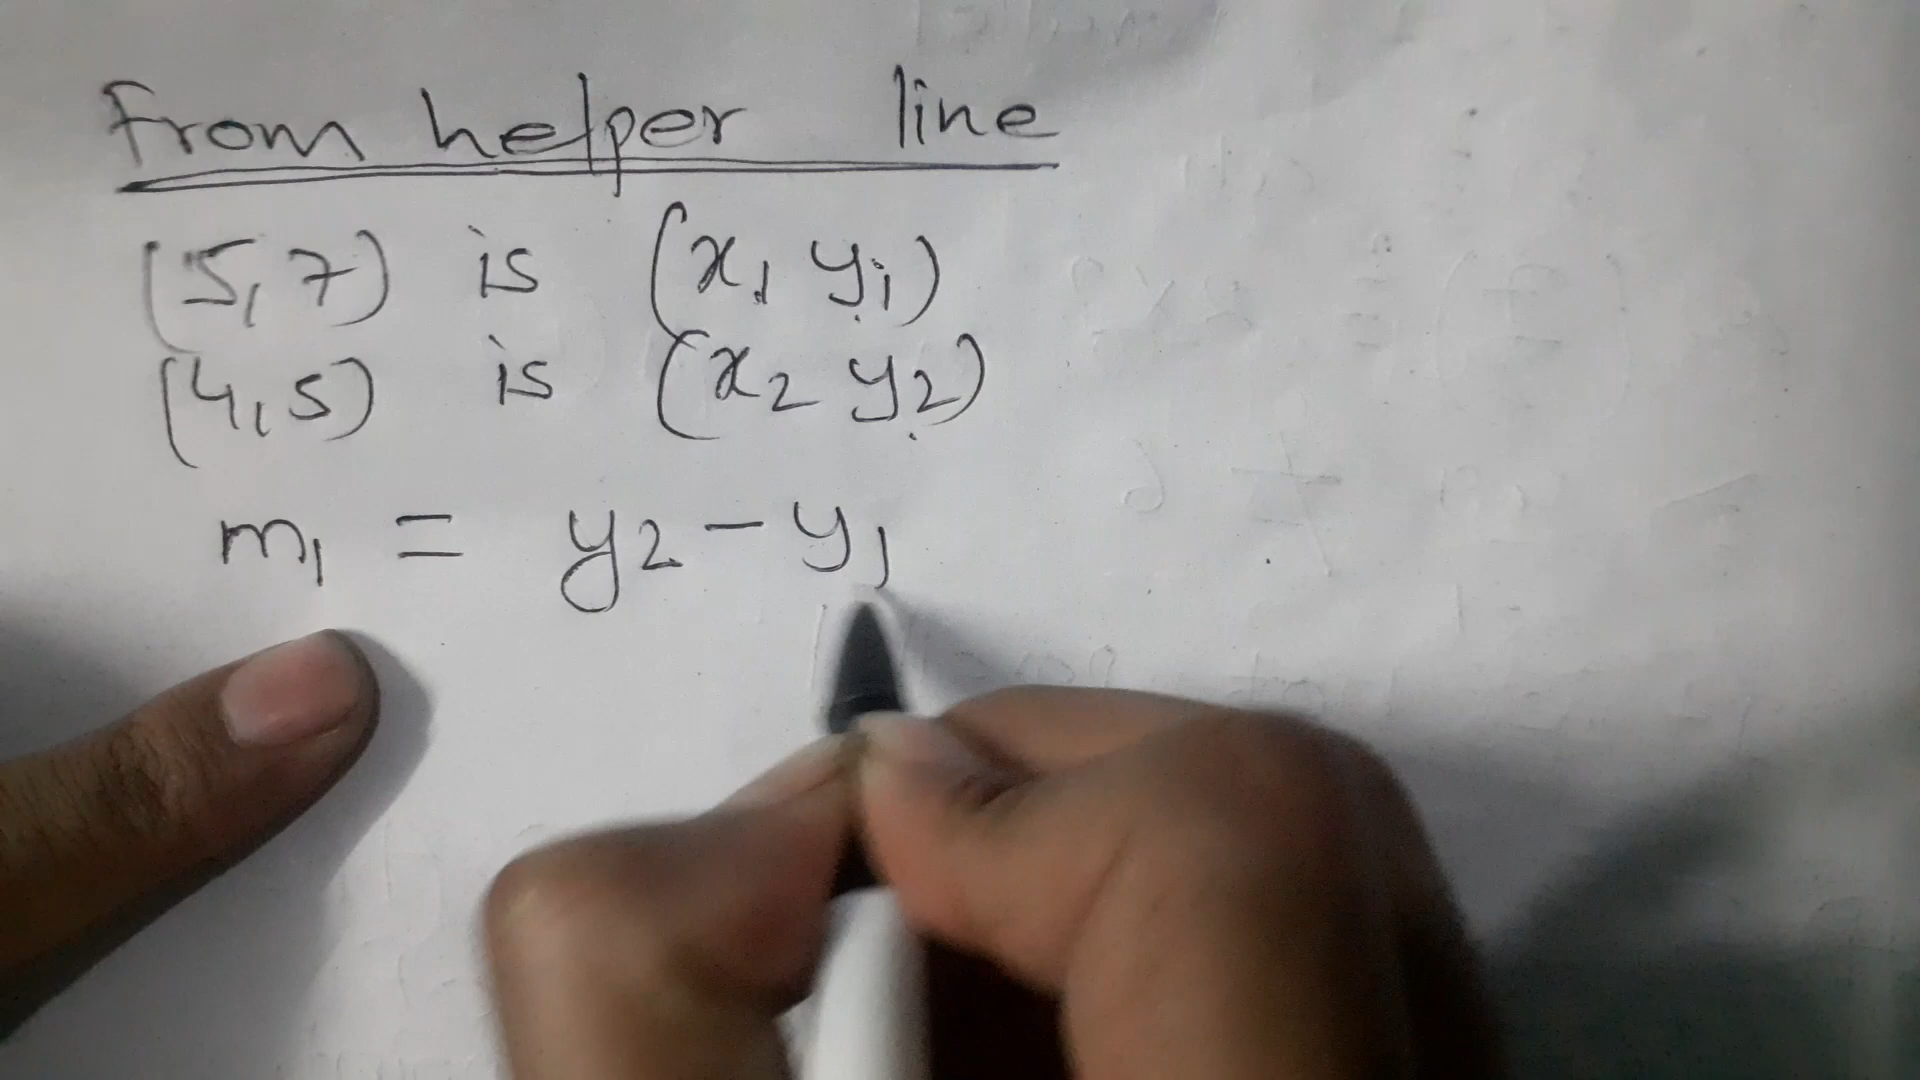 From helper line
(5,7) is (x1 y1)
(4,5) is (x2 y2)
m1 = y2 - y1